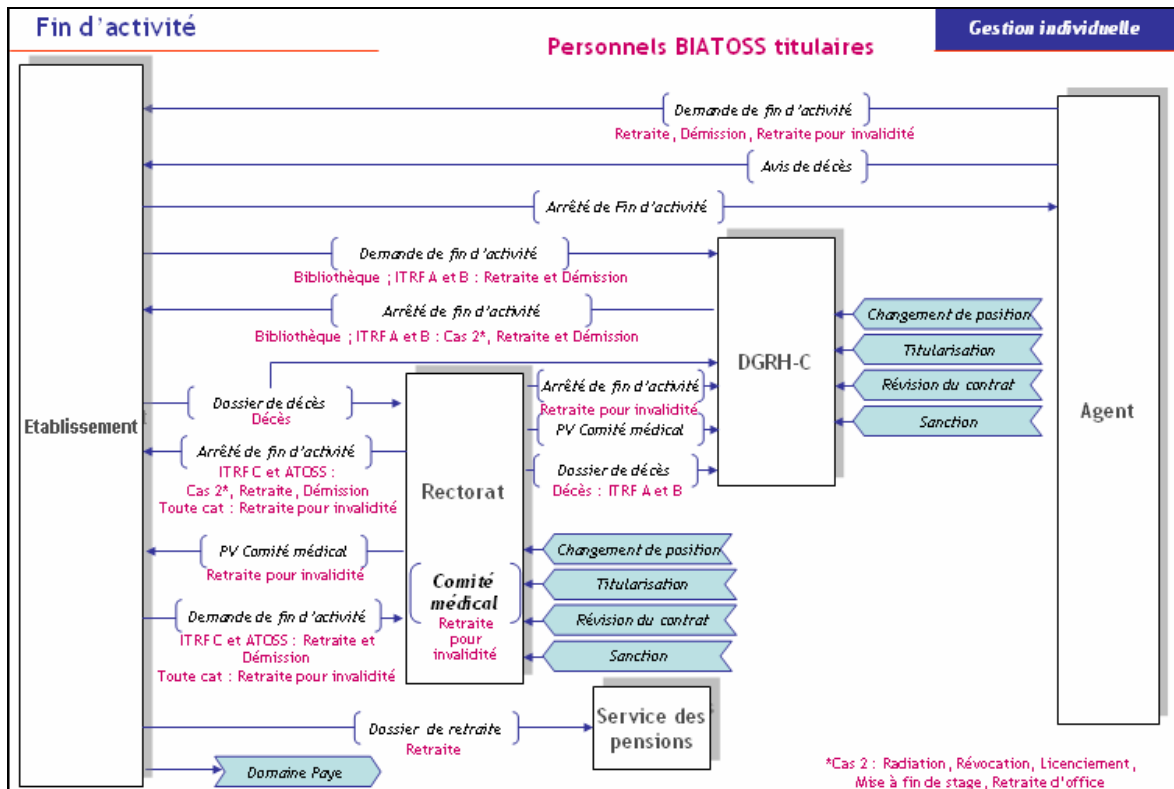 Fin d'activité
Gestion individuelle
Personnels BIATOSS titulaires
Demande de fin d'activité
Retraite, Démission, Retraite pour invalidité
Avis de décès
Arrêté de Fin d'activité
Demande de fin d'activité
Bibliothèque ; ITRF A et B : Retraite et Démission
Arrêté de fin d'activité
Bibliothèque ; ITRF A et B : Cas 2*, Retraite et Démission
Changement de position
Titularisation
DGRH-C
Révision du contrat
Sanction
Agent
Etablissement
Dossier de décès
Décès
Arrêté de fin d'activité
Retraite pour invalidité
PV Comité médical
Dossier de décès
Décès : ITRF A et B
Arrêté de fin d'activité
ITRF C et ATOSS :
Cas 2*, Retraite, Démission
Toute cat : Retraite pour invalidité
Rectorat
PV Comité médical
Retraite pour invalidité
Comité
médical
Retraite
pour
invalidité
Changement de position
Titularisation
Révision du contrat
Sanction
Demande de fin d'activité
ITRF C et ATOSS : Retraite et
Démission
Toute cat : Retraite pour invalidité
Dossier de retraite
Retraite
Service des
pensions
Domaine Paye
*Cas 2 : Radiation, Révocation, Licenciement,
Mise à fin de stage, Retraite d'office